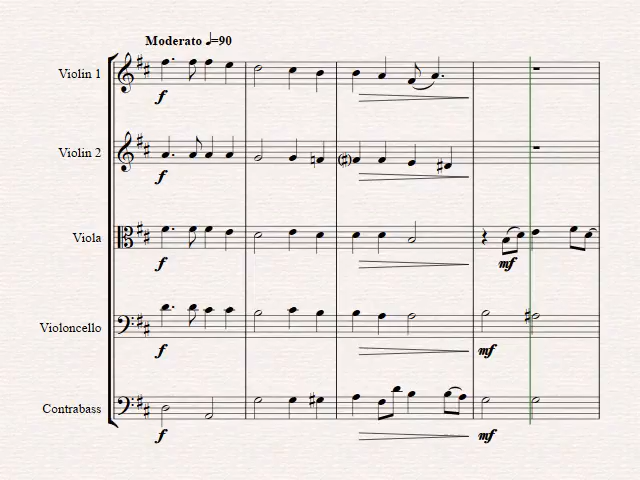 Moderato ♩=90
Violin 1
f
Violin 2
f
Viola
f
mf
Violoncello
f
mf
Contrabass
f
mf